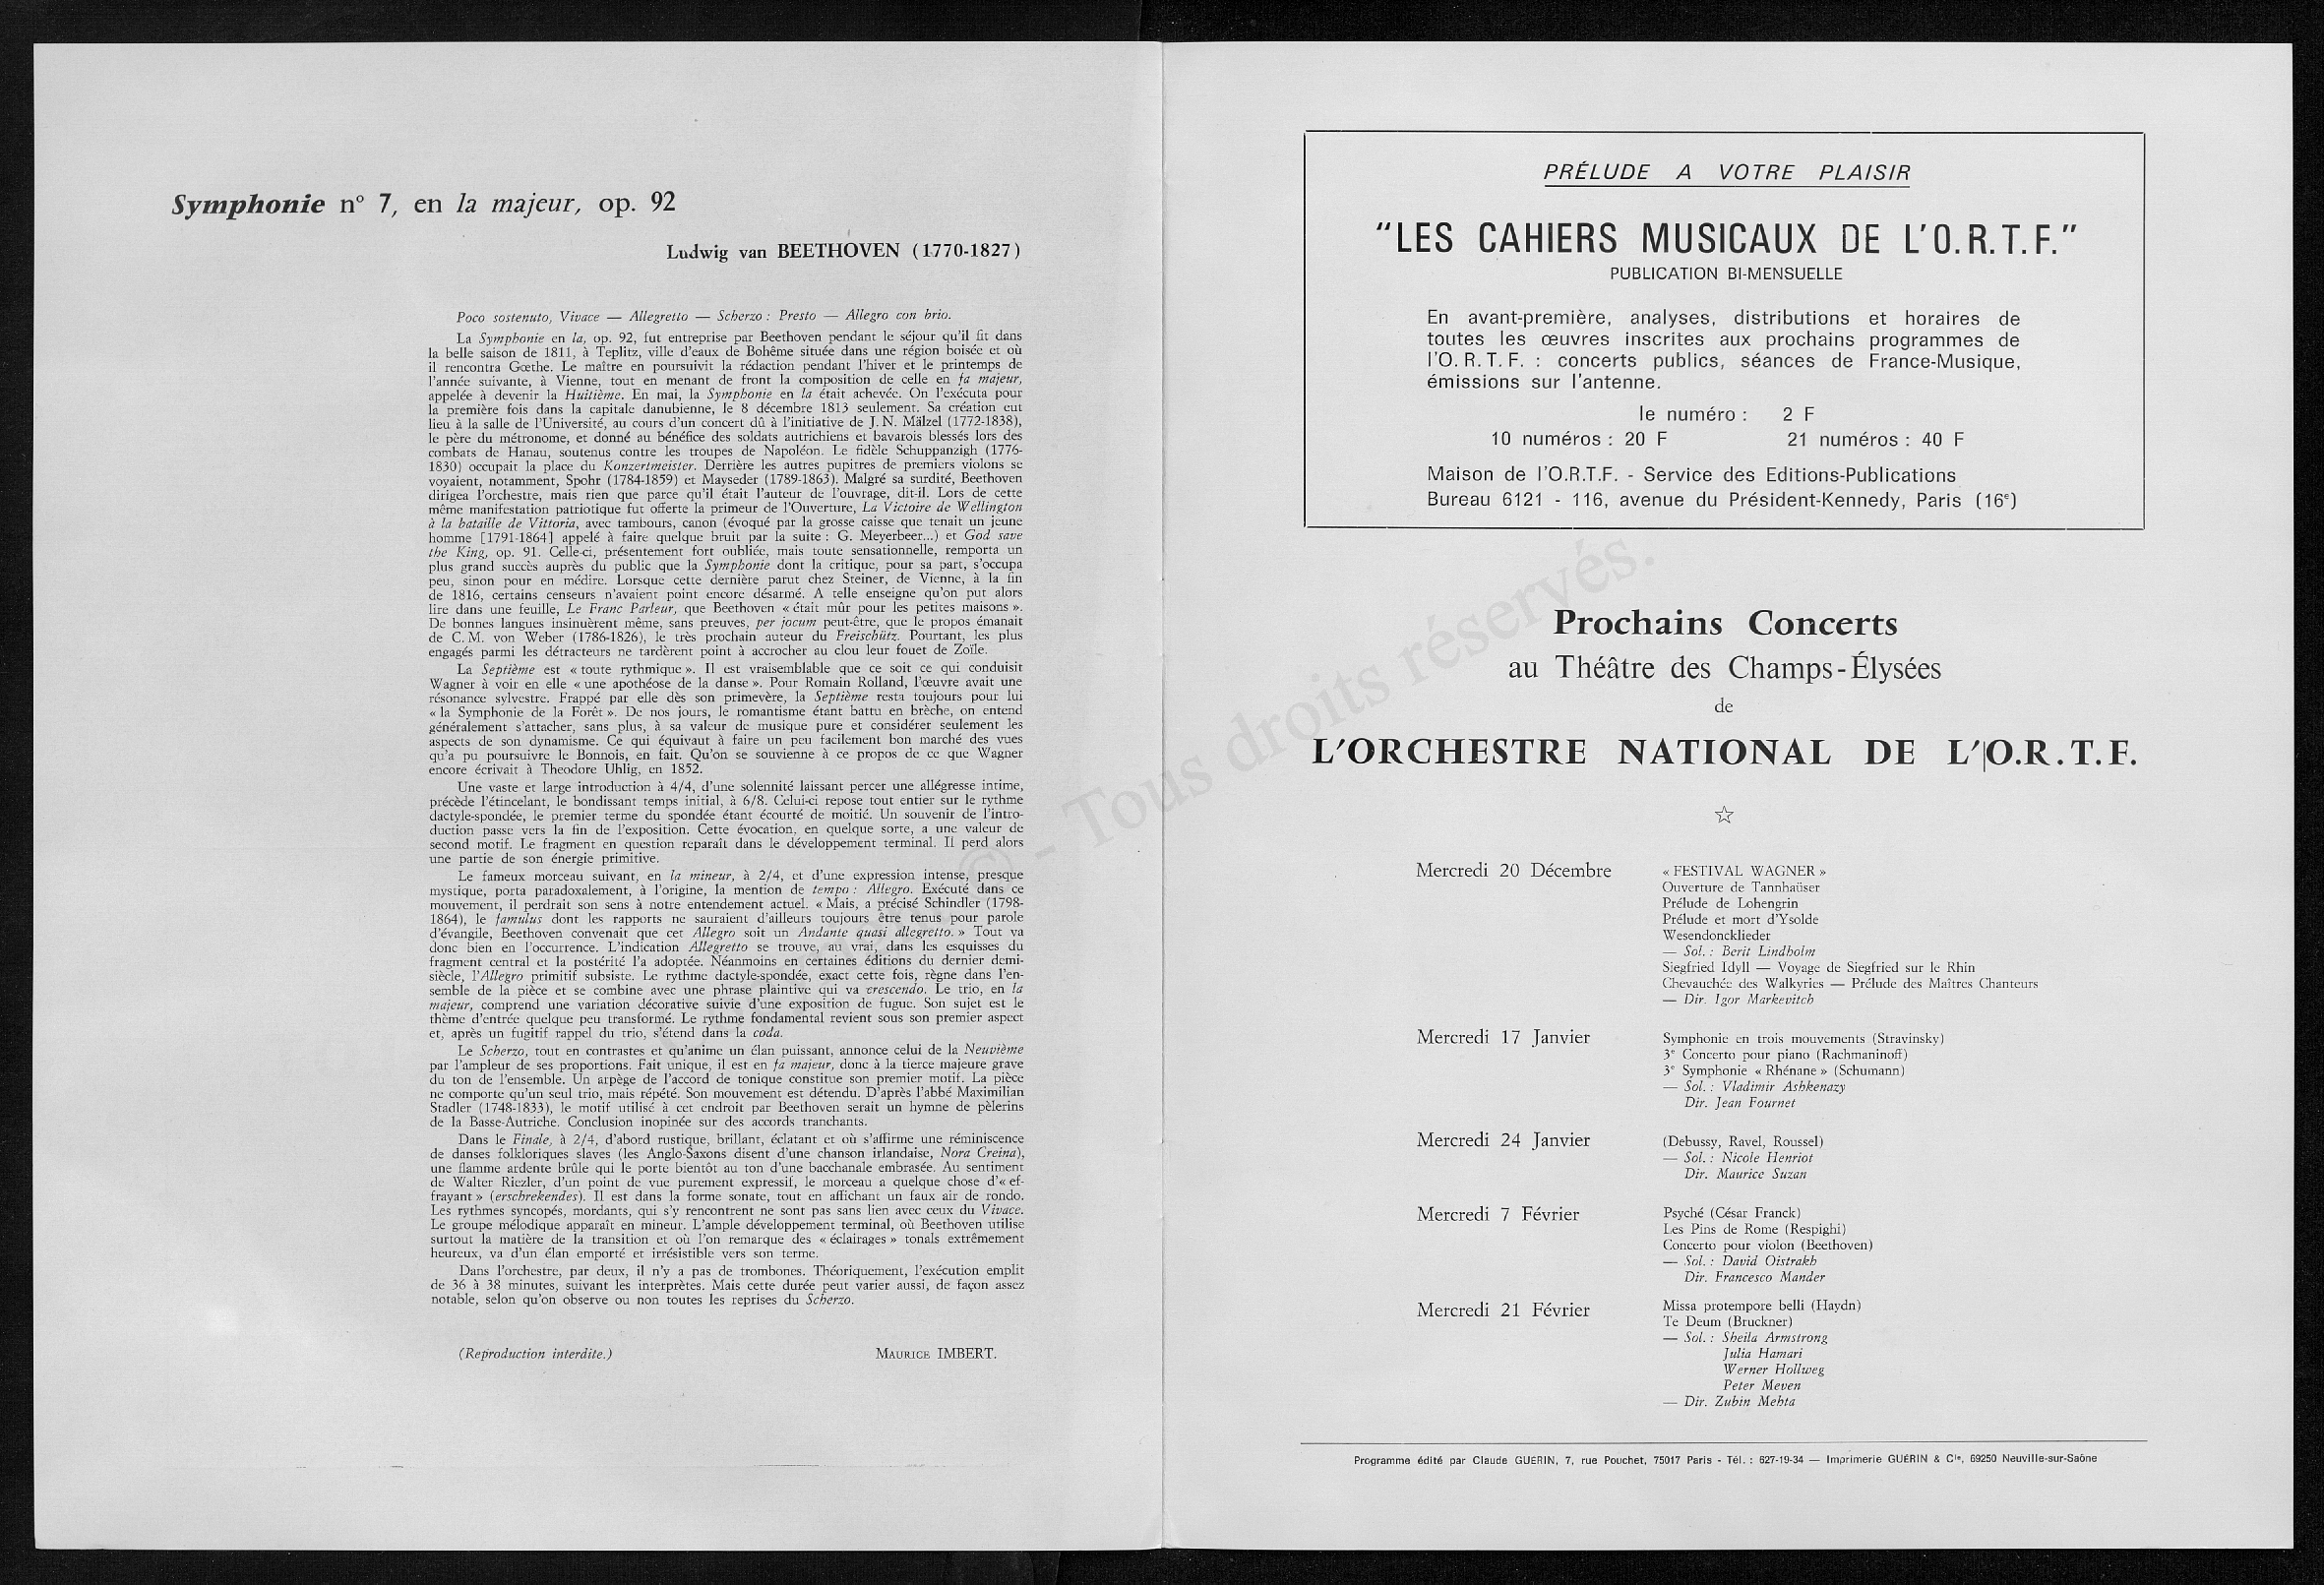 Symphonie n° 7, en la majeur, op. 92
Ludwig van BEETHOVEN (1770-1827)
Poco sostenuto, Vivace — Allegretto — Scherzo : Presto — Allegro con brio.
La Symphonie en la, op. 92, fut entreprise par Beethoven pendant le séjour qu'il fit dans
la belle saison de 1811, à Teplitz, ville d'eaux de Bohême située dans une région boisée et où
il rencontra Gœthe. Le maître en poursuivit la rédaction pendant l'hiver et le printemps de
l'année suivante, à Vienne, tout en menant de front la composition de celle en fa majeur,
appelée à devenir la Huitième. En mai, la Symphonie en la était achevée. On l'exécuta pour
la première fois dans la capitale danubienne, le 8 décembre 1813 seulement. Sa création eut
lieu à la salle de l'Université, au cours d'un concert dû à l'initiative de J. N. Mälzel (1772-1838),
le père du métronome, et donné au bénéfice des soldats autrichiens et bavarois blessés lors des
combats de Hanau, soutenus contre les troupes de Napoléon. Le fidèle Schuppanzigh (1776-
1830) occupait la place du Konzertmeister. Derrière les autres pupitres de premiers violons se
voyaient, notamment, Spohr (1784-1859) et Mayseder (1789-1863). Malgré sa surdité, Beethoven
dirigea l'orchestre, mais rien que parce qu'il était l'auteur de l'ouvrage, dit-il. Lors de cette
même manifestation patriotique fut offerte la primeur de l'Ouverture, La Victoire de Wellington
à la bataille de Vittoria, avec tambours, canon (évoqué par la grosse caisse que tenait un jeune
homme [1791-1864] appelé à faire quelque bruit par la suite : G. Meyerbeer...) et God save
the King, op. 91. Celle-ci, présentement fort oubliée, mais toute sensationnelle, remporta un
plus grand succès auprès du public que la Symphonie dont la critique, pour sa part, s'occupa
peu, sinon pour en médire. Lorsque cette dernière parut chez Steiner, de Vienne, à la fin
de 1816, certains censeurs n'avaient point encore désarmé. A telle enseigne qu'on put alors
lire dans une feuille, Le Franc Parleur, que Beethoven « était mûr pour les petites maisons ».
De bonnes langues insinuèrent même, sans preuves, per jocum peut-être, que le propos émanait
de C. M. von Weber (1786-1826), le très prochain auteur du Freischütz. Pourtant, les plus
engagés parmi les détracteurs ne tardèrent point à accrocher au clou leur fouet de Zoïle.
La Septième est « toute rythmique ». Il est vraisemblable que ce soit ce qui conduisit
Wagner à voir en elle « une apothéose de la danse ». Pour Romain Rolland, l'œuvre avait une
résonance sylvestre. Frappé par elle dès son primevère, la Septième resta toujours pour lui
« la Symphonie de la Forêt ». De nos jours, le romantisme étant battu en brèche, on entend
généralement s'attacher, sans plus, à sa valeur de musique pure et considérer seulement les
aspects de son dynamisme. Ce qui équivaut à faire un peu facilement bon marché des vues
qu'a pu poursuivre le Bonnois, en fait. Qu'on se souvienne à ce propos de ce que Wagner
encore écrivait à Theodore Uhlig, en 1852.
Une vaste et large introduction à 4/4, d'une solennité laissant percer une allégresse intime,
précède l'étincelant, le bondissant temps initial, à 6/8. Celui-ci repose tout entier sur le rythme
dactyle-spondée, le premier terme du spondée étant écourté de moitié. Un souvenir de l'intro-
duction passe vers la fin de l'exposition. Cette évocation, en quelque sorte, a une valeur de
second motif. Le fragment en question reparaît dans le développement terminal. Il perd alors
une partie de son énergie primitive.
Le fameux morceau suivant, en la mineur, à 2/4, et d'une expression intense, presque
mystique, porta paradoxalement, à l'origine, la mention de tempo : Allegro. Exécuté dans ce
mouvement, il perdrait son sens à notre entendement actuel. « Mais, a précisé Schindler (1798-
1864), le famulus dont les rapports ne sauraient d'ailleurs toujours être tenus pour parole
d'évangile, Beethoven convenait que cet Allegro soit un Andante quasi allegretto. » Tout va
donc bien en l'occurrence. L'indication Allegretto se trouve, au vrai, dans les esquisses du
fragment central et la postérité l'a adoptée. Néanmoins en certaines éditions du dernier demi-
siècle, l'Allegro primitif subsiste. Le rythme dactyle-spondée, exact cette fois, règne dans l'en-
semble de la pièce et se combine avec une phrase plaintive qui va crescendo. Le trio, en la
majeur, comprend une variation décorative suivie d'une exposition de fugue. Son sujet est le
thème d'entrée quelque peu transformé. Le rythme fondamental revient sous son premier aspect
et, après un fugitif rappel du trio, s'étend dans la coda.
Le Scherzo, tout en contrastes et qu'anime un élan puissant, annonce celui de la Neuvième
par l'ampleur de ses proportions. Fait unique, il est en fa majeur, donc à la tierce majeure grave
du ton de l'ensemble. Un arpège de l'accord de tonique constitue son premier motif. La pièce
ne comporte qu'un seul trio, mais répété. Son mouvement est détendu. D'après l'abbé Maximilian
Stadler (1748-1833), le motif utilisé à cet endroit par Beethoven serait un hymne de pèlerins
de la Basse-Autriche. Conclusion inopinée sur des accords tranchants.
Dans le Finale, à 2/4, d'abord rustique, brillant, éclatant et où s'affirme une réminiscence
de danses folkloriques slaves (les Anglo-Saxons disent d'une chanson irlandaise, Nora Creina),
une flamme ardente brûle qui le porte bientôt au ton d'une bacchanale embrasée. Au sentiment
de Walter Riezler, d'un point de vue purement expressif, le morceau a quelque chose d'« ef-
frayant » (erschrekendes). Il est dans la forme sonate, tout en affichant un faux air de rondo.
Les rythmes syncopés, mordants, qui s'y rencontrent ne sont pas sans lien avec ceux du Vivace.
Le groupe mélodique apparaît en mineur. L'ample développement terminal, où Beethoven utilise
surtout la matière de la transition et où l'on remarque des « éclairages » tonals extrêmement
heureux, va d'un élan emporté et irrésistible vers son terme.
Dans l'orchestre, par deux, il n'y a pas de trombones. Théoriquement, l'exécution emplit
de 36 à 38 minutes, suivant les interprètes. Mais cette durée peut varier aussi, de façon assez
notable, selon qu'on observe ou non toutes les reprises du Scherzo.
(Reproduction interdite.) MAURICE IMBERT.
PRÉLUDE A VOTRE PLAISIR
"LES CAHIERS MUSICAUX DE L'O.R.T.F."
PUBLICATION BI-MENSUELLE
En avant-première, analyses, distributions et horaires de
toutes les œuvres inscrites aux prochains programmes de
l'O. R. T. F. : concerts publics, séances de France-Musique,
émissions sur l'antenne.
le numéro : 2 F
10 numéros : 20 F 21 numéros : 40 F
Maison de l'O.R.T.F. - Service des Editions-Publications
Bureau 6121 - 116, avenue du Président-Kennedy, Paris (16e)
Prochains Concerts
au Théâtre des Champs-Élysées
de
L'ORCHESTRE NATIONAL DE L'O.R.T.F.
Mercredi 20 Décembre « FESTIVAL WAGNER »
Ouverture de Tannhaüser
Prélude de Lohengrin
Prélude et mort d'Ysolde
Wesendoncklieder
— Sol. : Berit Lindholm
Siegfried Idyll — Voyage de Siegfried sur le Rhin
Chevauchée des Walkyries — Prélude des Maîtres Chanteurs
— Dir. Igor Markevitch
Mercredi 17 Janvier Symphonie en trois mouvements (Stravinsky)
3e Concerto pour piano (Rachmaninoff)
3e Symphonie « Rhénane » (Schumann)
— Sol. : Vladimir Ashkenazy
Dir. Jean Fournet
Mercredi 24 Janvier (Debussy, Ravel, Roussel)
— Sol. : Nicole Henriot
Dir. Maurice Suzan
Mercredi 7 Février Psyché (César Franck)
Les Pins de Rome (Respighi)
Concerto pour violon (Beethoven)
— Sol. : David Oistrakh
Dir. Francesco Mander
Mercredi 21 Février Missa protempore belli (Haydn)
Te Deum (Bruckner)
— Sol. : Sheila Armstrong
Julia Hamari
Werner Hollweg
Peter Meven
— Dir. Zubin Mehta
Programme édité par Claude GUÉRIN, 7, rue Pouchet, 75017 Paris - Tél. : 627-19-34 — Imprimerie GUÉRIN & Cie, 69250 Neuville-sur-Saône
© - Tous droits réservés.